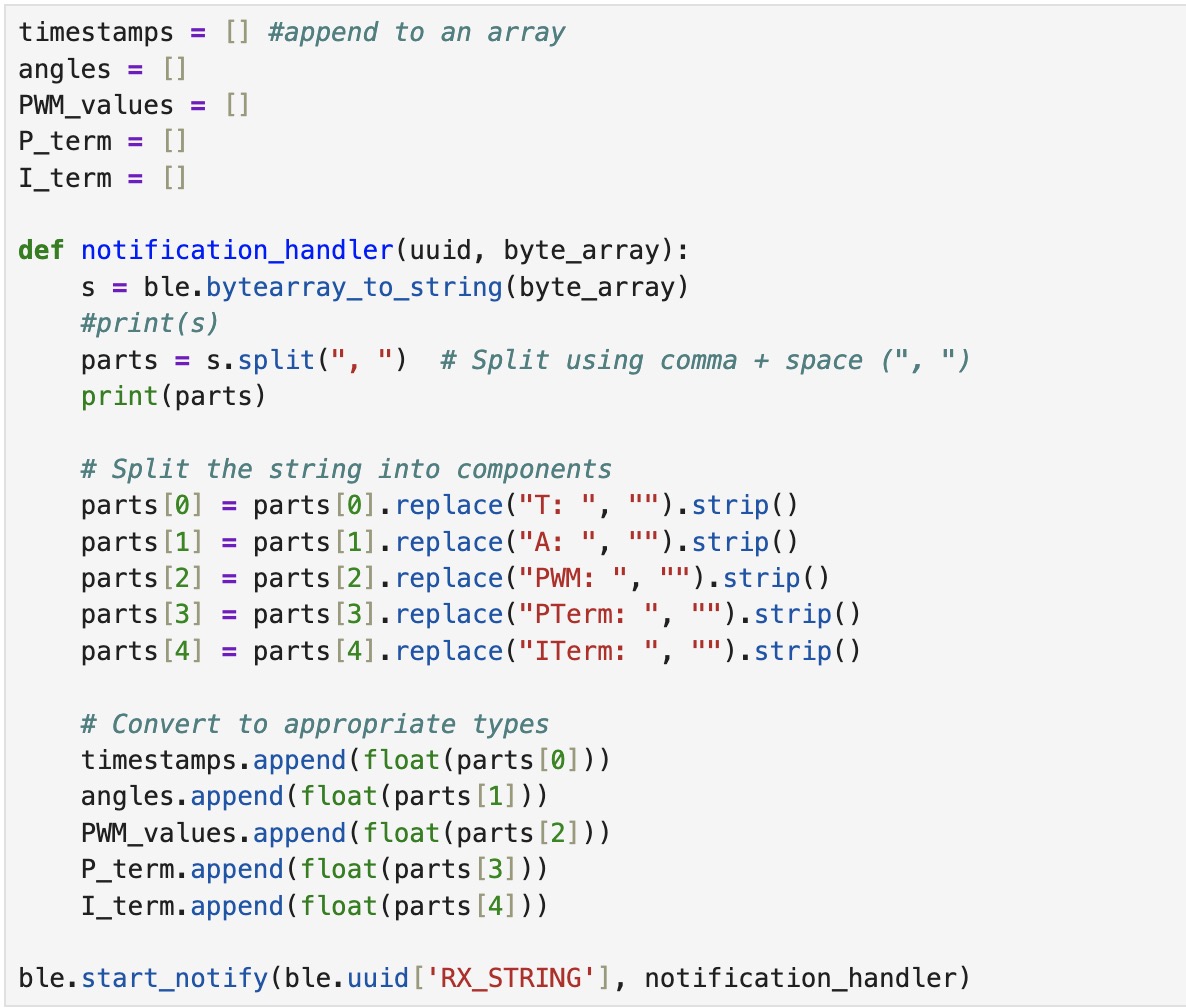 timestamps = [] #append to an array
angles = []
PWM_values = []
P_term = []
I_term = []

def notification_handler(uuid, byte_array):
    s = ble.bytearray_to_string(byte_array)
    #print(s)
    parts = s.split(", ")  # Split using comma + space (", ")
    print(parts)

    # Split the string into components
    parts[0] = parts[0].replace("T: ", "").strip()
    parts[1] = parts[1].replace("A: ", "").strip()
    parts[2] = parts[2].replace("PWM: ", "").strip()
    parts[3] = parts[3].replace("PTerm: ", "").strip()
    parts[4] = parts[4].replace("ITerm: ", "").strip()

    # Convert to appropriate types
    timestamps.append(float(parts[0]))
    angles.append(float(parts[1]))
    PWM_values.append(float(parts[2]))
    P_term.append(float(parts[3]))
    I_term.append(float(parts[4]))

ble.start_notify(ble.uuid['RX_STRING'], notification_handler)